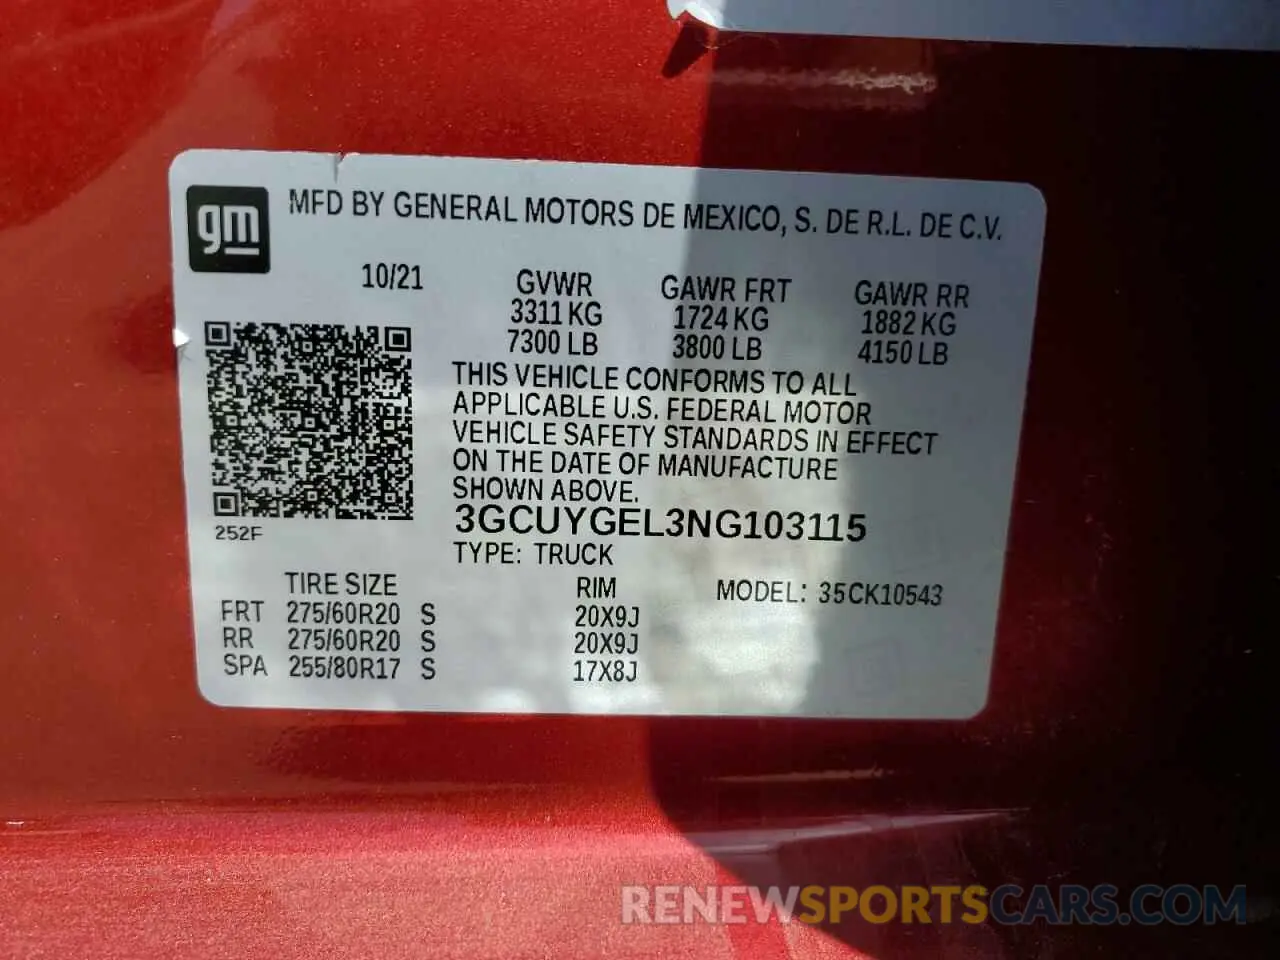 gm
MFD BY GENERAL MOTORS DE MEXICO, S. DE R.L. DE C.V.
10/21 GVWR GAWR FRT GAWR RR
3311 KG 1724 KG 1882 KG
7300 LB 3800 LB 4150 LB
THIS VEHICLE CONFORMS TO ALL
APPLICABLE U.S. FEDERAL MOTOR
VEHICLE SAFETY STANDARDS IN EFFECT
ON THE DATE OF MANUFACTURE
SHOWN ABOVE.
252F
3GCUYGEL3NG103115
TYPE: TRUCK
TIRE SIZE RIM MODEL: 35CK10543
FRT 275/60R20 S 20X9J
RR 275/60R20 S 20X9J
SPA 255/80R17 S 17X8J
RENEWSPORTSCARS.COM